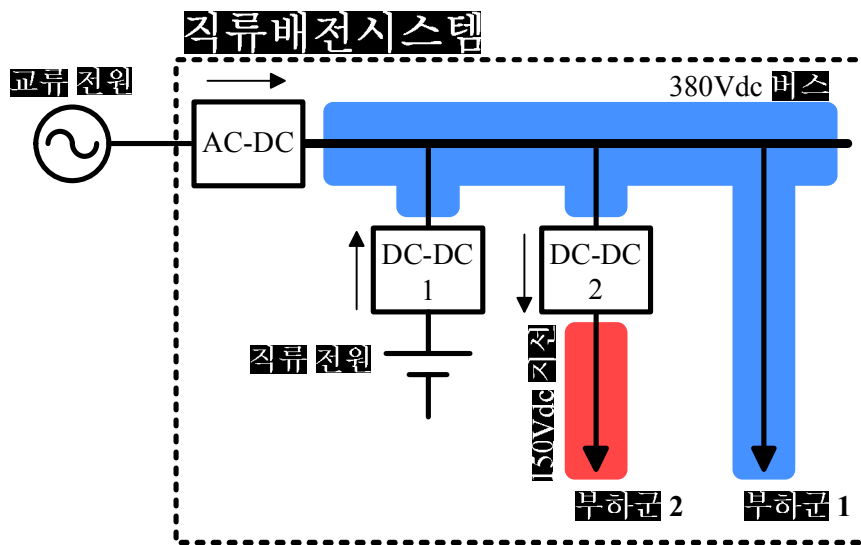 직류배전시스템
교류 전원
380Vdc 버스
AC-DC
DC-DC
1
DC-DC
2
직류 전원
150Vdc 지선
부하군 2
부하군 1